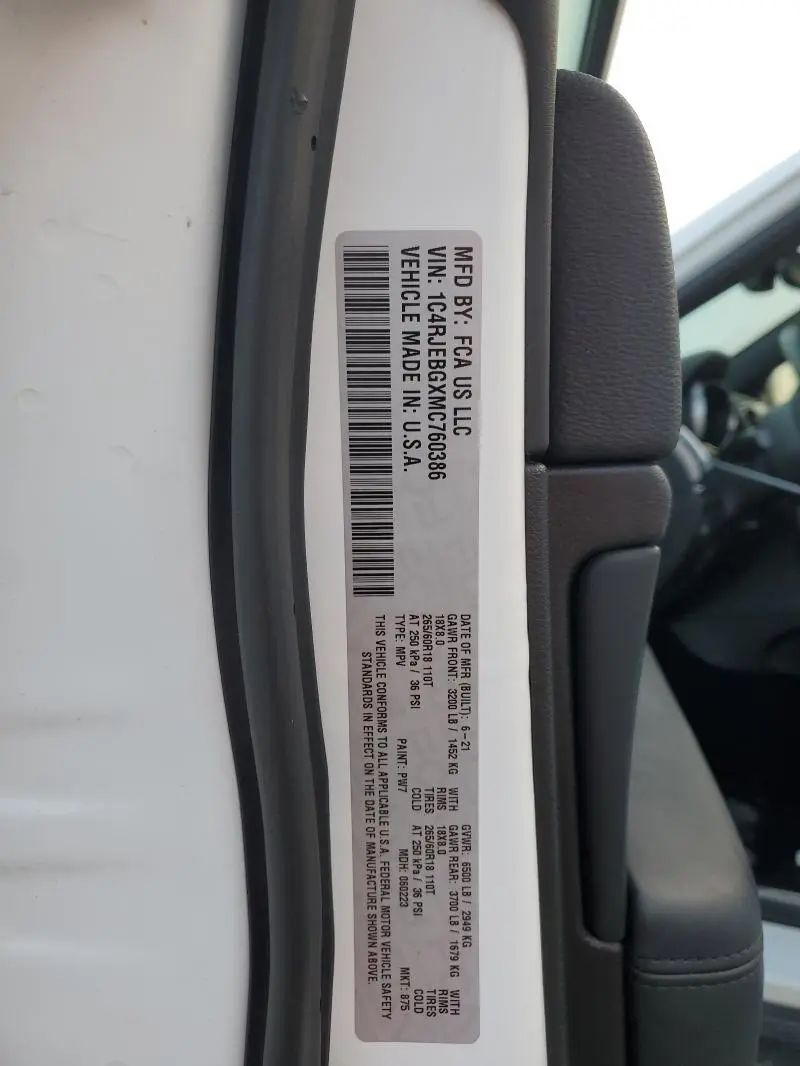 MFD BY: FCA US LLC
VIN: 1C4RJEBGXMC760386
VEHICLE MADE IN: U.S.A.
DATE OF MFR (BUILT): 6-21 GVWR: 6500 LB / 2949 KG
GAWR FRONT: 3200 LB / 1452 KG WITH GAWR REAR: 3700 LB / 1679 KG WITH
18X8.0 RIMS 18X8.0 RIMS
265/60R18 110T TIRES 265/60R18 110T TIRES
AT 250 kPa / 36 PSI COLD AT 250 kPa / 36 PSI COLD
TYPE: MPV PAINT: PW7 MDH: 060223 MKT: 875
THIS VEHICLE CONFORMS TO ALL APPLICABLE U.S.A. FEDERAL MOTOR VEHICLE SAFETY
STANDARDS IN EFFECT ON THE DATE OF MANUFACTURE SHOWN ABOVE.